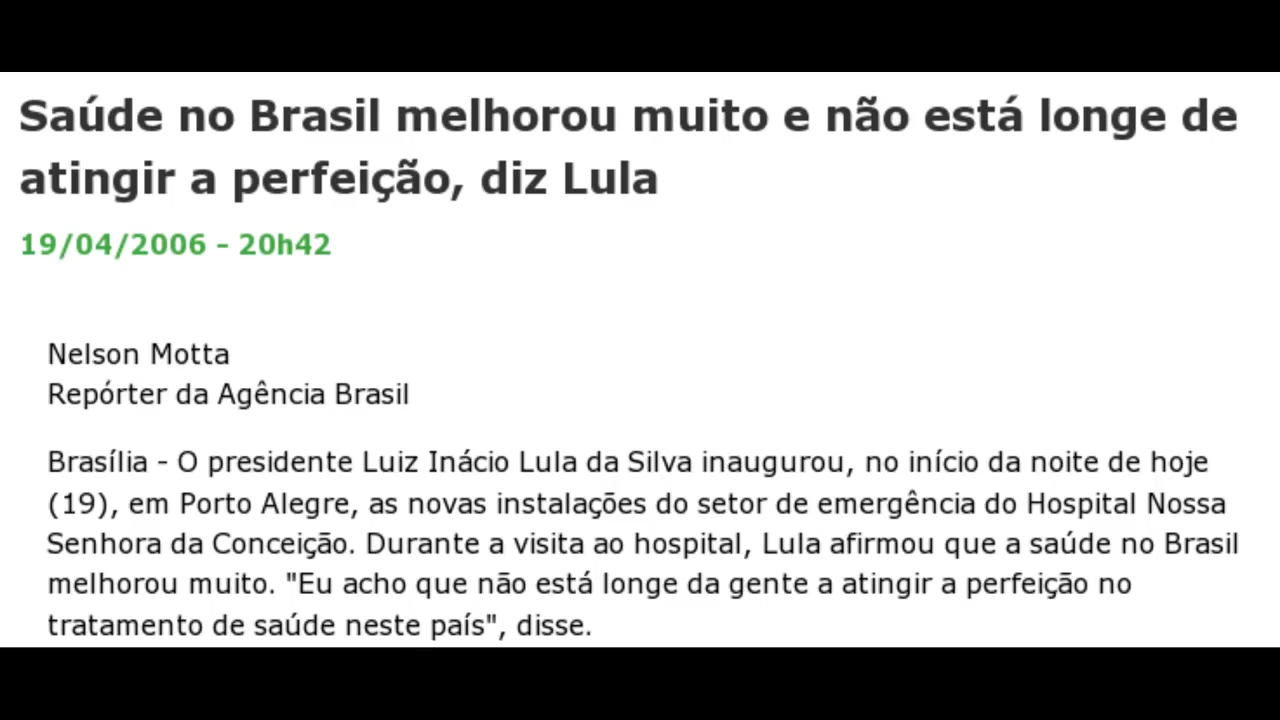 Saúde no Brasil melhorou muito e não está longe de
atingir a perfeição, diz Lula
19/04/2006 - 20h42
Nelson Motta
Repórter da Agência Brasil
Brasília - O presidente Luiz Inácio Lula da Silva inaugurou, no início da noite de hoje
(19), em Porto Alegre, as novas instalações do setor de emergência do Hospital Nossa
Senhora da Conceição. Durante a visita ao hospital, Lula afirmou que a saúde no Brasil
melhorou muito. "Eu acho que não está longe da gente a atingir a perfeição no
tratamento de saúde neste país", disse.